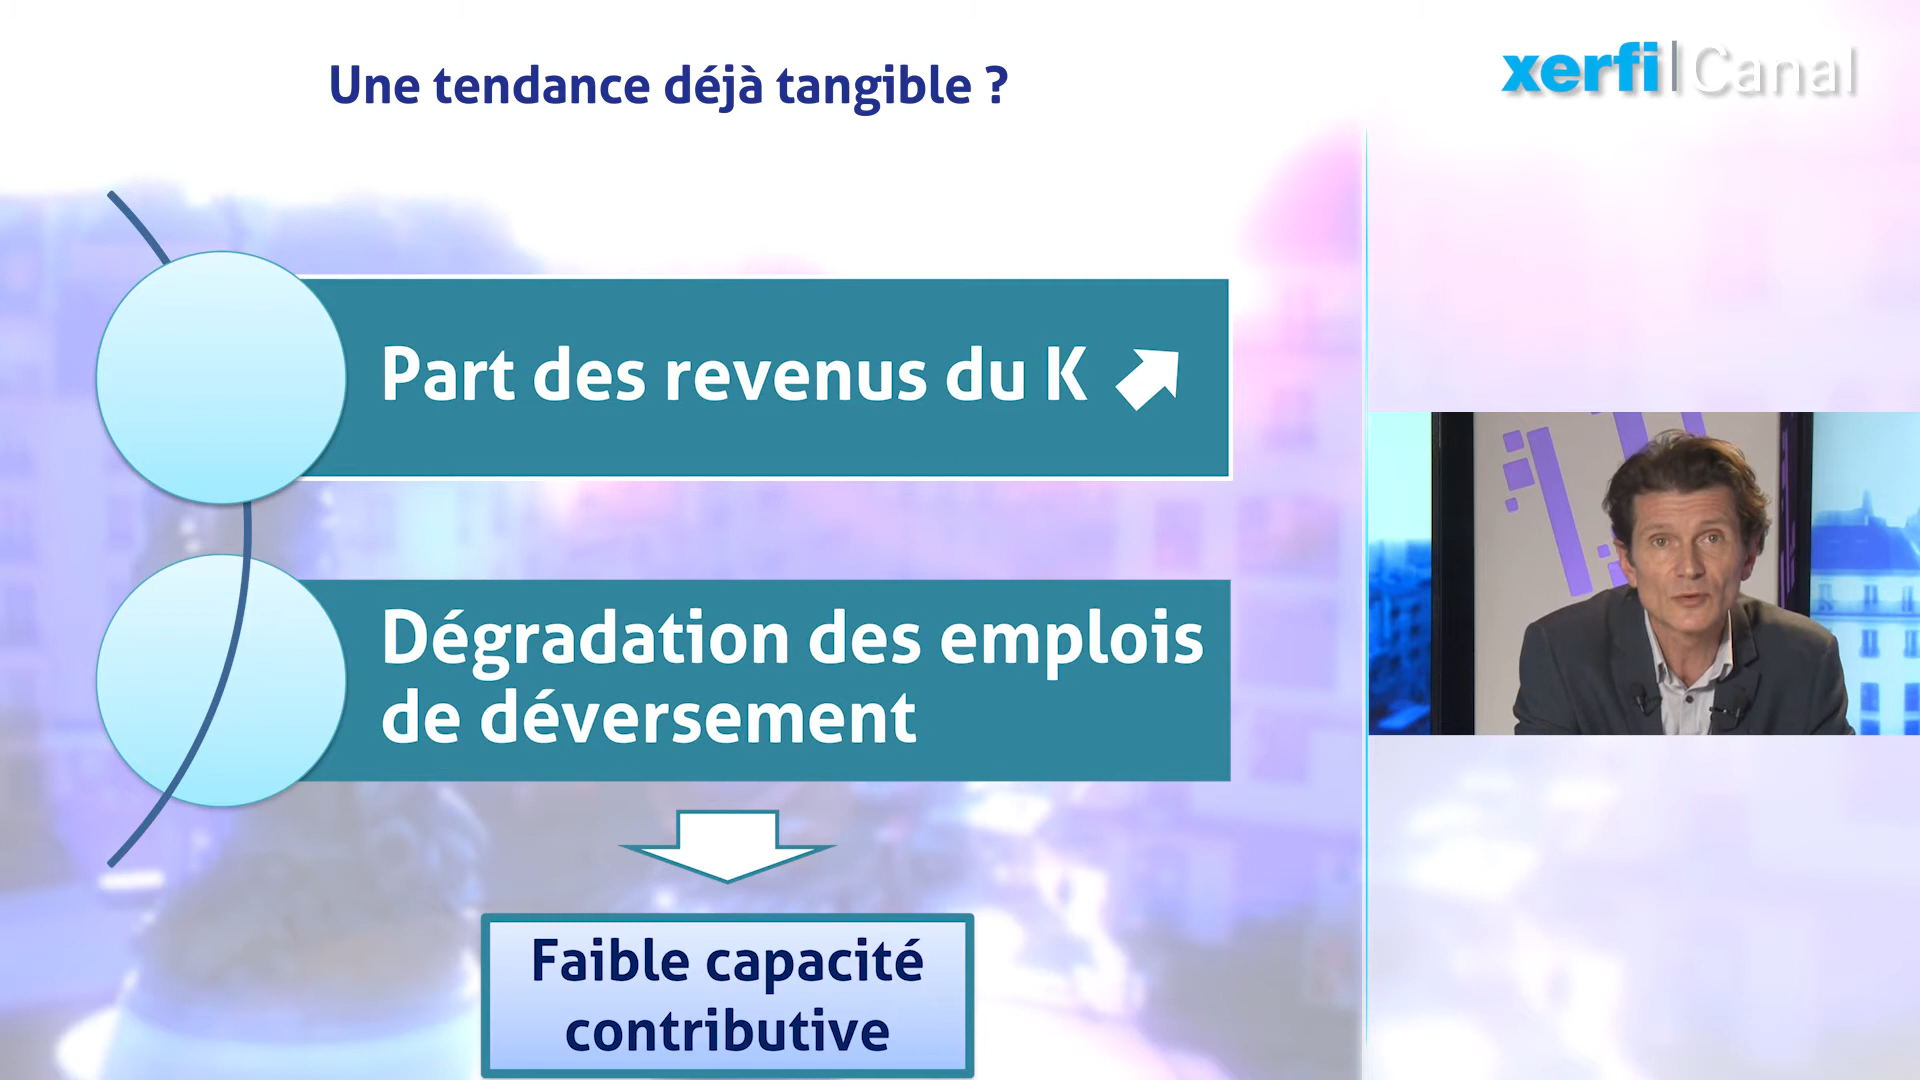 Une tendance déjà tangible ?
xerfi Canal
Part des revenus du K
Dégradation des emplois
de déversement
Faible capacité
contributive